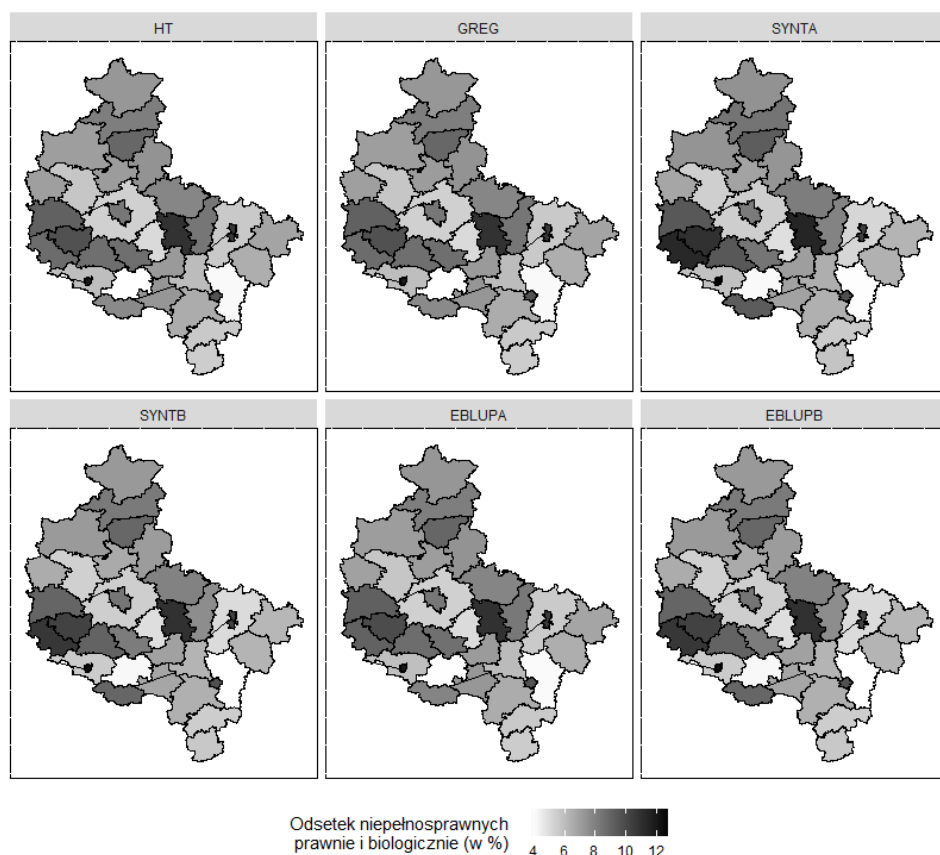 HT GREG SYNTA
SYNTB EBLUPA EBLUPB
Odsetek niepełnosprawnych
prawnie i biologicznie (w %)
4 6 8 10 12